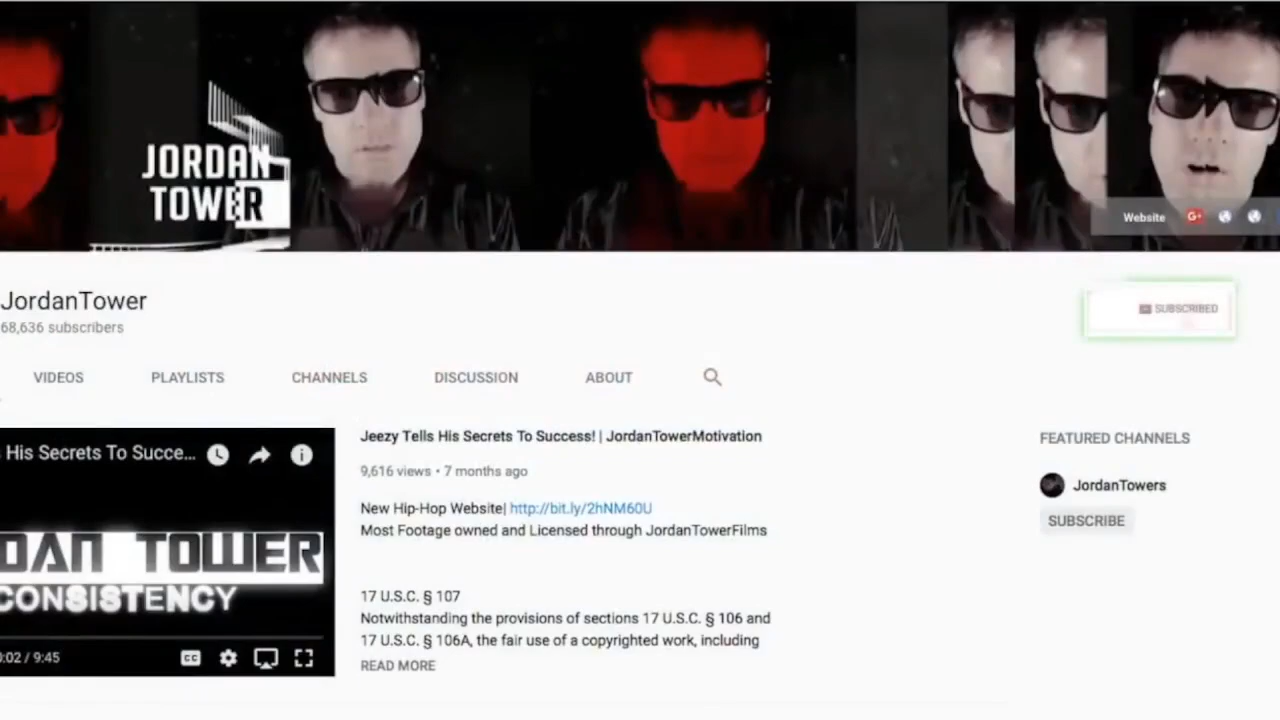 JORDAN
TOWER
Website
G+
JordanTower
68,636 subscribers
SUBSCRIBED
VIDEOS PLAYLISTS CHANNELS DISCUSSION ABOUT
His Secrets To Succe...
DAN TOWER
CONSISTENCY
0:02 / 9:45
CC
Jeezy Tells His Secrets To Success! | JordanTowerMotivation
9,616 views • 7 months ago
New Hip-Hop Website| http://bit.ly/2hNM60U
Most Footage owned and Licensed through JordanTowerFilms
17 U.S.C. § 107
Notwithstanding the provisions of sections 17 U.S.C. § 106 and
17 U.S.C. § 106A, the fair use of a copyrighted work, including
READ MORE
FEATURED CHANNELS
JordanTowers
SUBSCRIBE